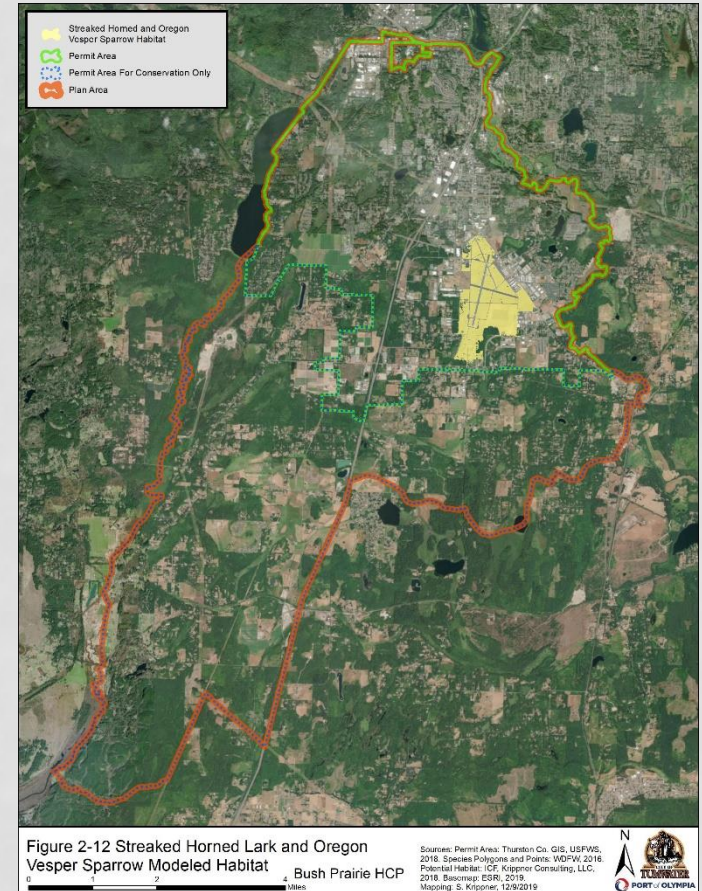 Streaked Horned and Oregon
Vesper Sparrow Habitat
Permit Area
Permit Area For Conservation Only
Plan Area
Figure 2-12 Streaked Horned Lark and Oregon
Vesper Sparrow Modeled Habitat
Bush Prairie HCP
0 2 4
Miles
Sources: Permit Area: Thurston Co. GIS, USFWS,
2018. Species Polygons and Points: WDFW, 2016.
Potential Habitat: ICF, Krippner Consulting, LLC,
2018. Basemap: ESRI, 2019.
Mapping: S. Krippner, 12/9/2019
N
CITY OF
TUMWATER
PORT of OLYMPIA